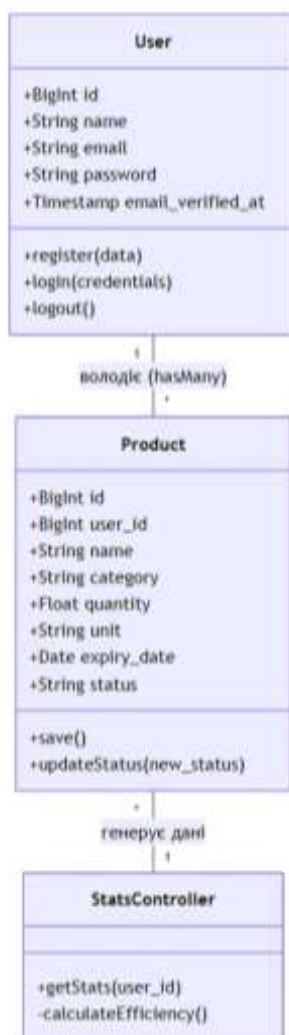 User
+BigInt id
+String name
+String email
+String password
+Timestamp email_verified_at
+register(data)
+login(credentials)
+logout()
1
володіє (hasMany)
*
Product
+BigInt id
+BigInt user_id
+String name
+String category
+Float quantity
+String unit
+Date expiry_date
+String status
+save()
+updateStatus(new_status)
*
генерує дані
1
StatsController
+getStats(user_id)
-calculateEfficiency()